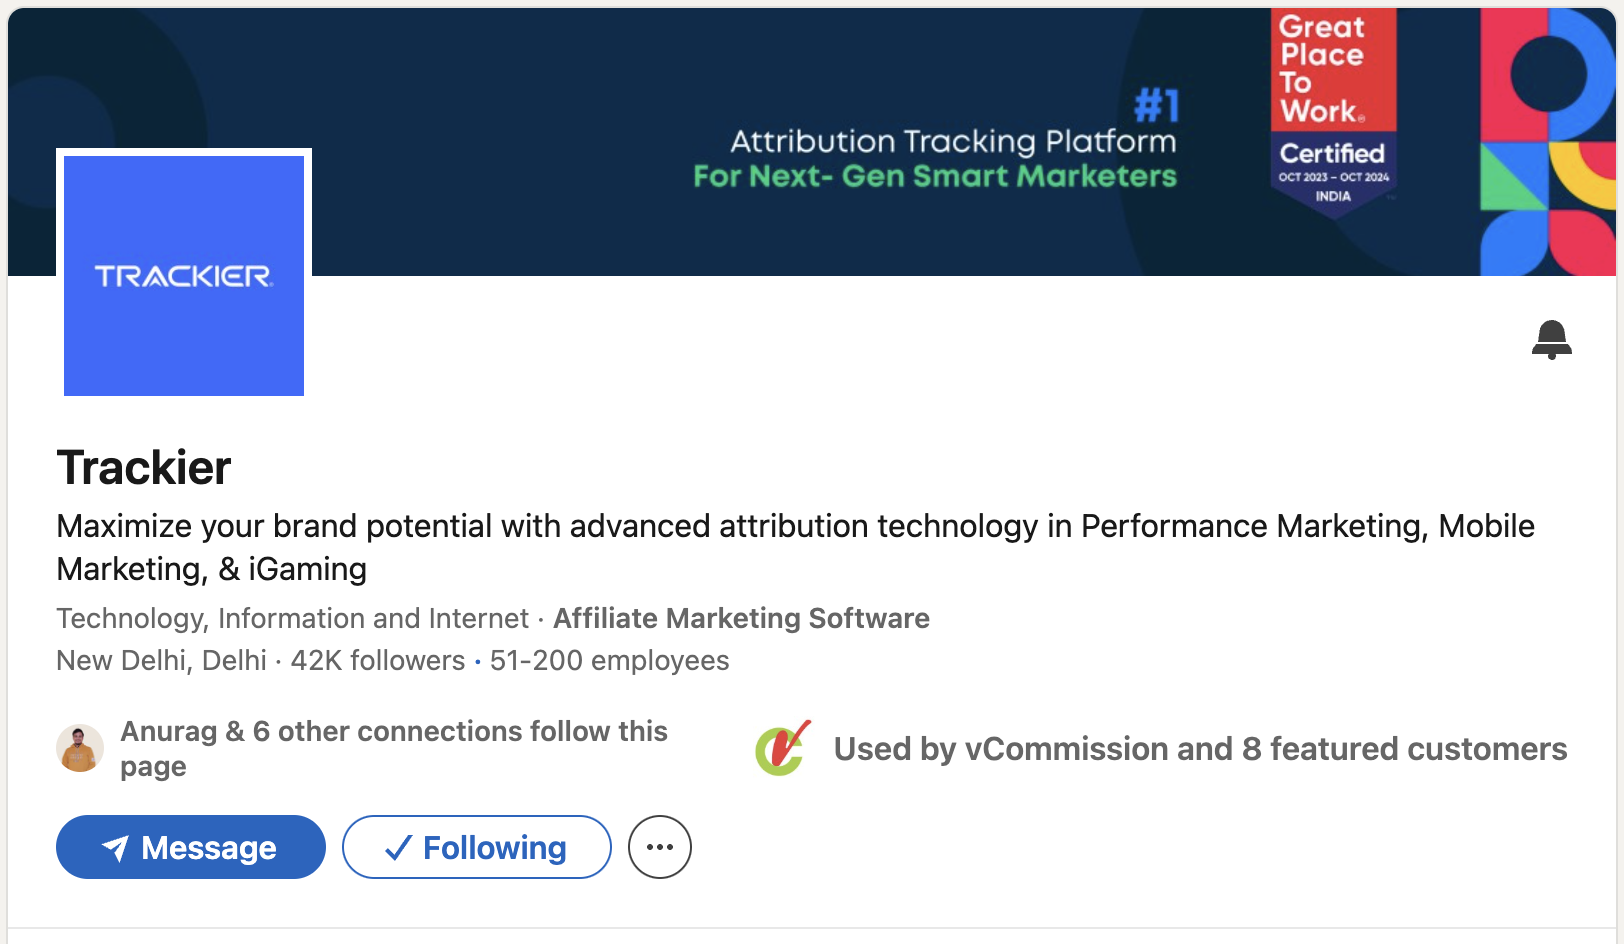 #1
Attribution Tracking Platform
For Next- Gen Smart Marketers
Great
Place
To
Work®
Certified
OCT 2023 – OCT 2024
INDIA
™
TRACKIER®
Trackier
Maximize your brand potential with advanced attribution technology in Performance Marketing, Mobile
Marketing, & iGaming
Technology, Information and Internet · Affiliate Marketing Software
New Delhi, Delhi · 42K followers · 51-200 employees
Anurag & 6 other connections follow this
page
Used by vCommission and 8 featured customers
Message
Following